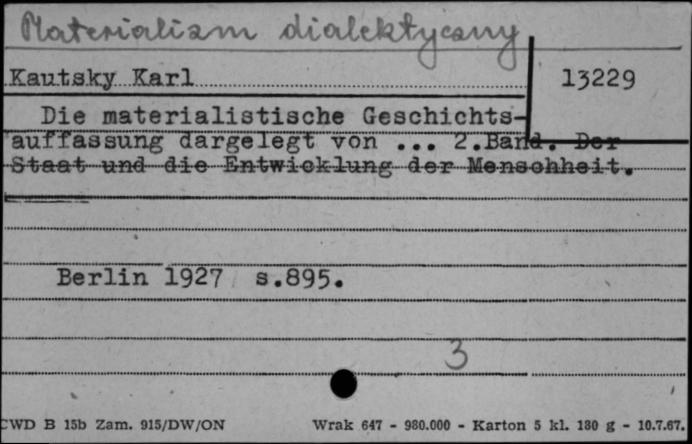 Materializm dialektyczny
Kautsky Karl
13229
Die materialistische Geschichts-
auffassung dargelegt von ... 2.Band. Der
Staat und die Entwicklung der Menschheit.
Berlin 1927 s.895.
3
CWD B 15b Zam. 915/DW/ON
Wrak 647 - 980.000 - Karton 5 kl. 180 g - 10.7.67.